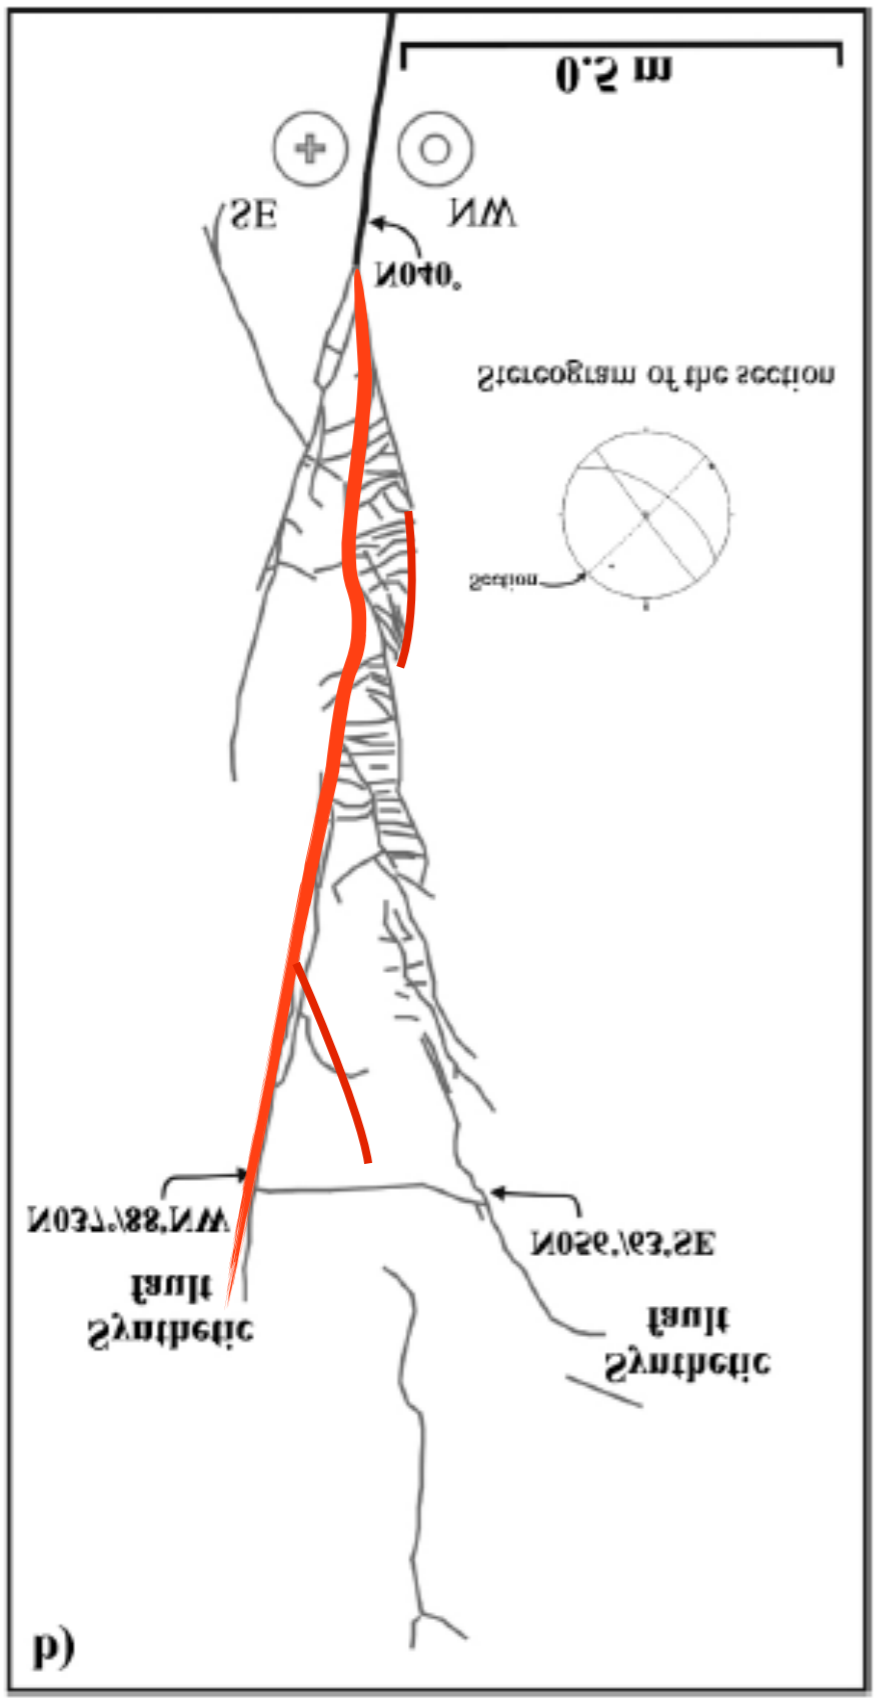 b)
Synthetic
fault
N037°/88°NW
Synthetic
fault
N056°/63°SE
Section
Stereogram of the section
N040°
SE
NW
0.5 m